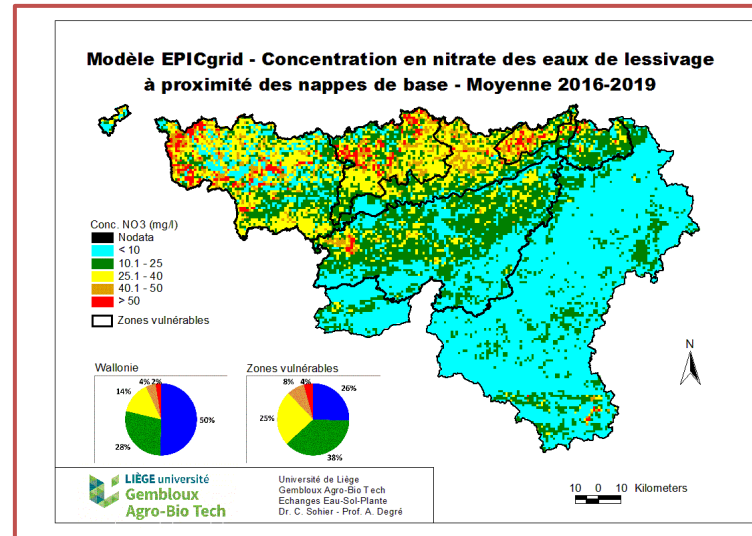 Modèle EPICgrid - Concentration en nitrate des eaux de lessivage
à proximité des nappes de base - Moyenne 2016-2019
Conc. NO3 (mg/l)
Nodata
< 10
10.1 - 25
25.1 - 40
40.1 - 50
> 50
Zones vulnérables
N
Wallonie
4%
2%
14%
50%
28%
Zones vulnérables
8%
4%
26%
25%
38%
10 0 10 Kilometers
LIÈGE université
Gembloux
Agro-Bio Tech
Université de Liège
Gembloux Agro-Bio Tech
Echanges Eau-Sol-Plante
Dr. C. Sohier - Prof. A. Degré